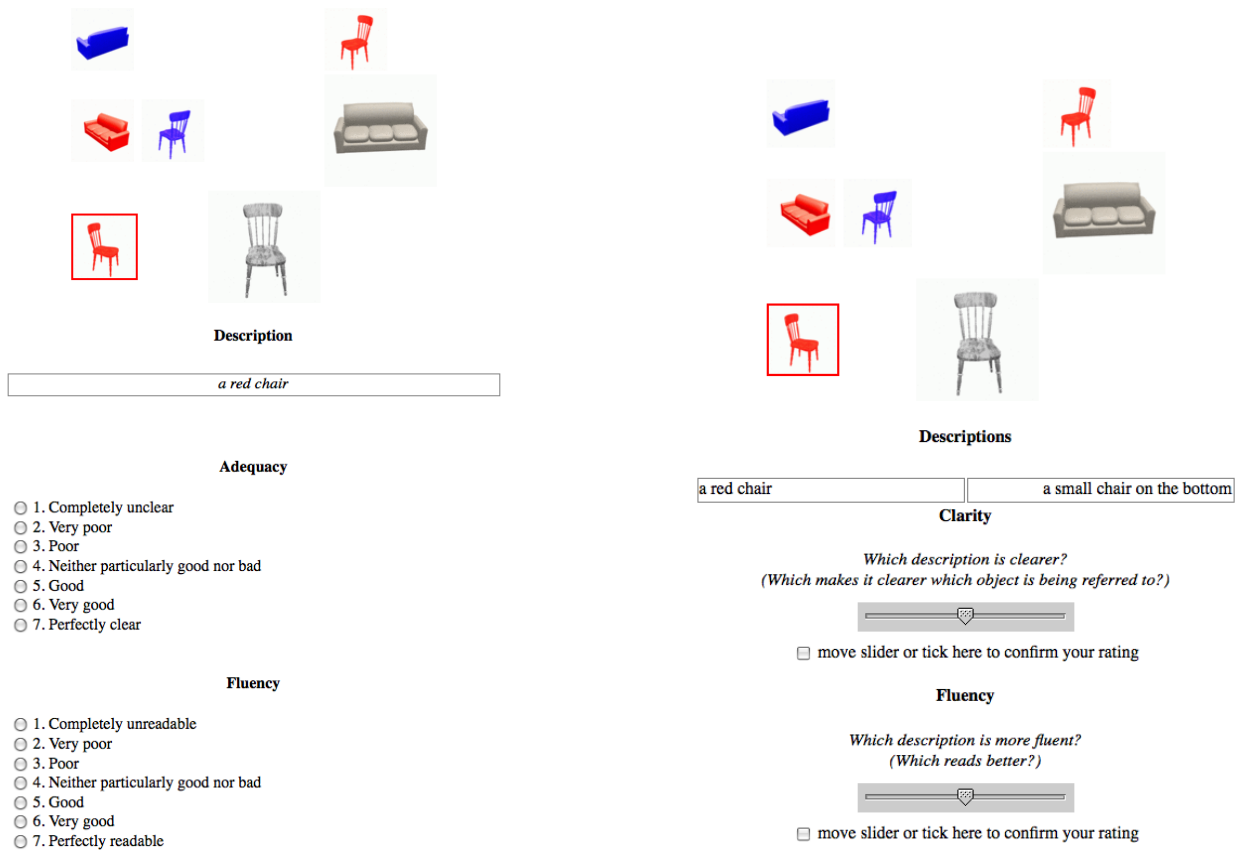 Description
a red chair
Adequacy
1. Completely unclear
2. Very poor
3. Poor
4. Neither particularly good nor bad
5. Good
6. Very good
7. Perfectly clear
Fluency
1. Completely unreadable
2. Very poor
3. Poor
4. Neither particularly good nor bad
5. Good
6. Very good
7. Perfectly readable
Descriptions
a red chair
a small chair on the bottom
Clarity
Which description is clearer?
(Which makes it clearer which object is being referred to?)
move slider or tick here to confirm your rating
Fluency
Which description is more fluent?
(Which reads better?)
move slider or tick here to confirm your rating